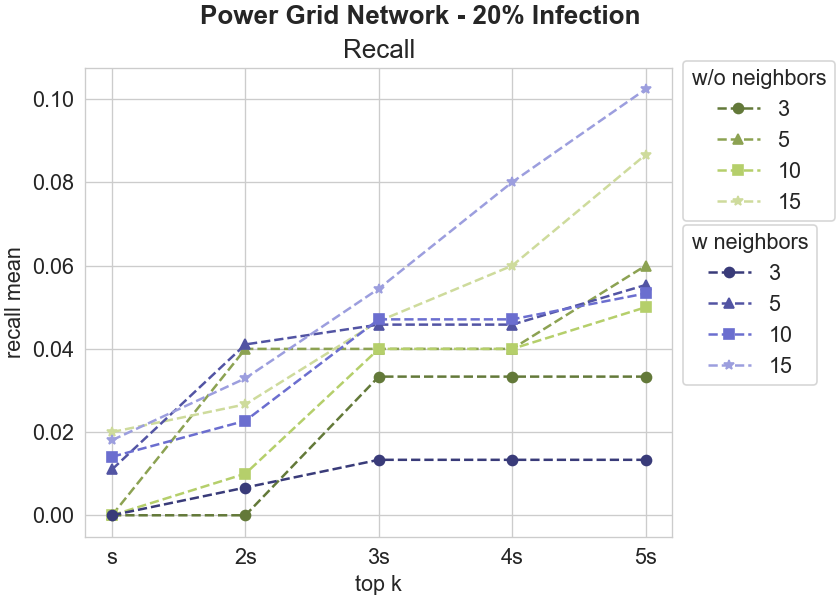 Power Grid Network - 20% Infection
Recall
recall mean
0.10
0.08
0.06
0.04
0.02
0.00
s
2s
3s
4s
5s
top k
w/o neighbors
3
5
10
15
w neighbors
3
5
10
15